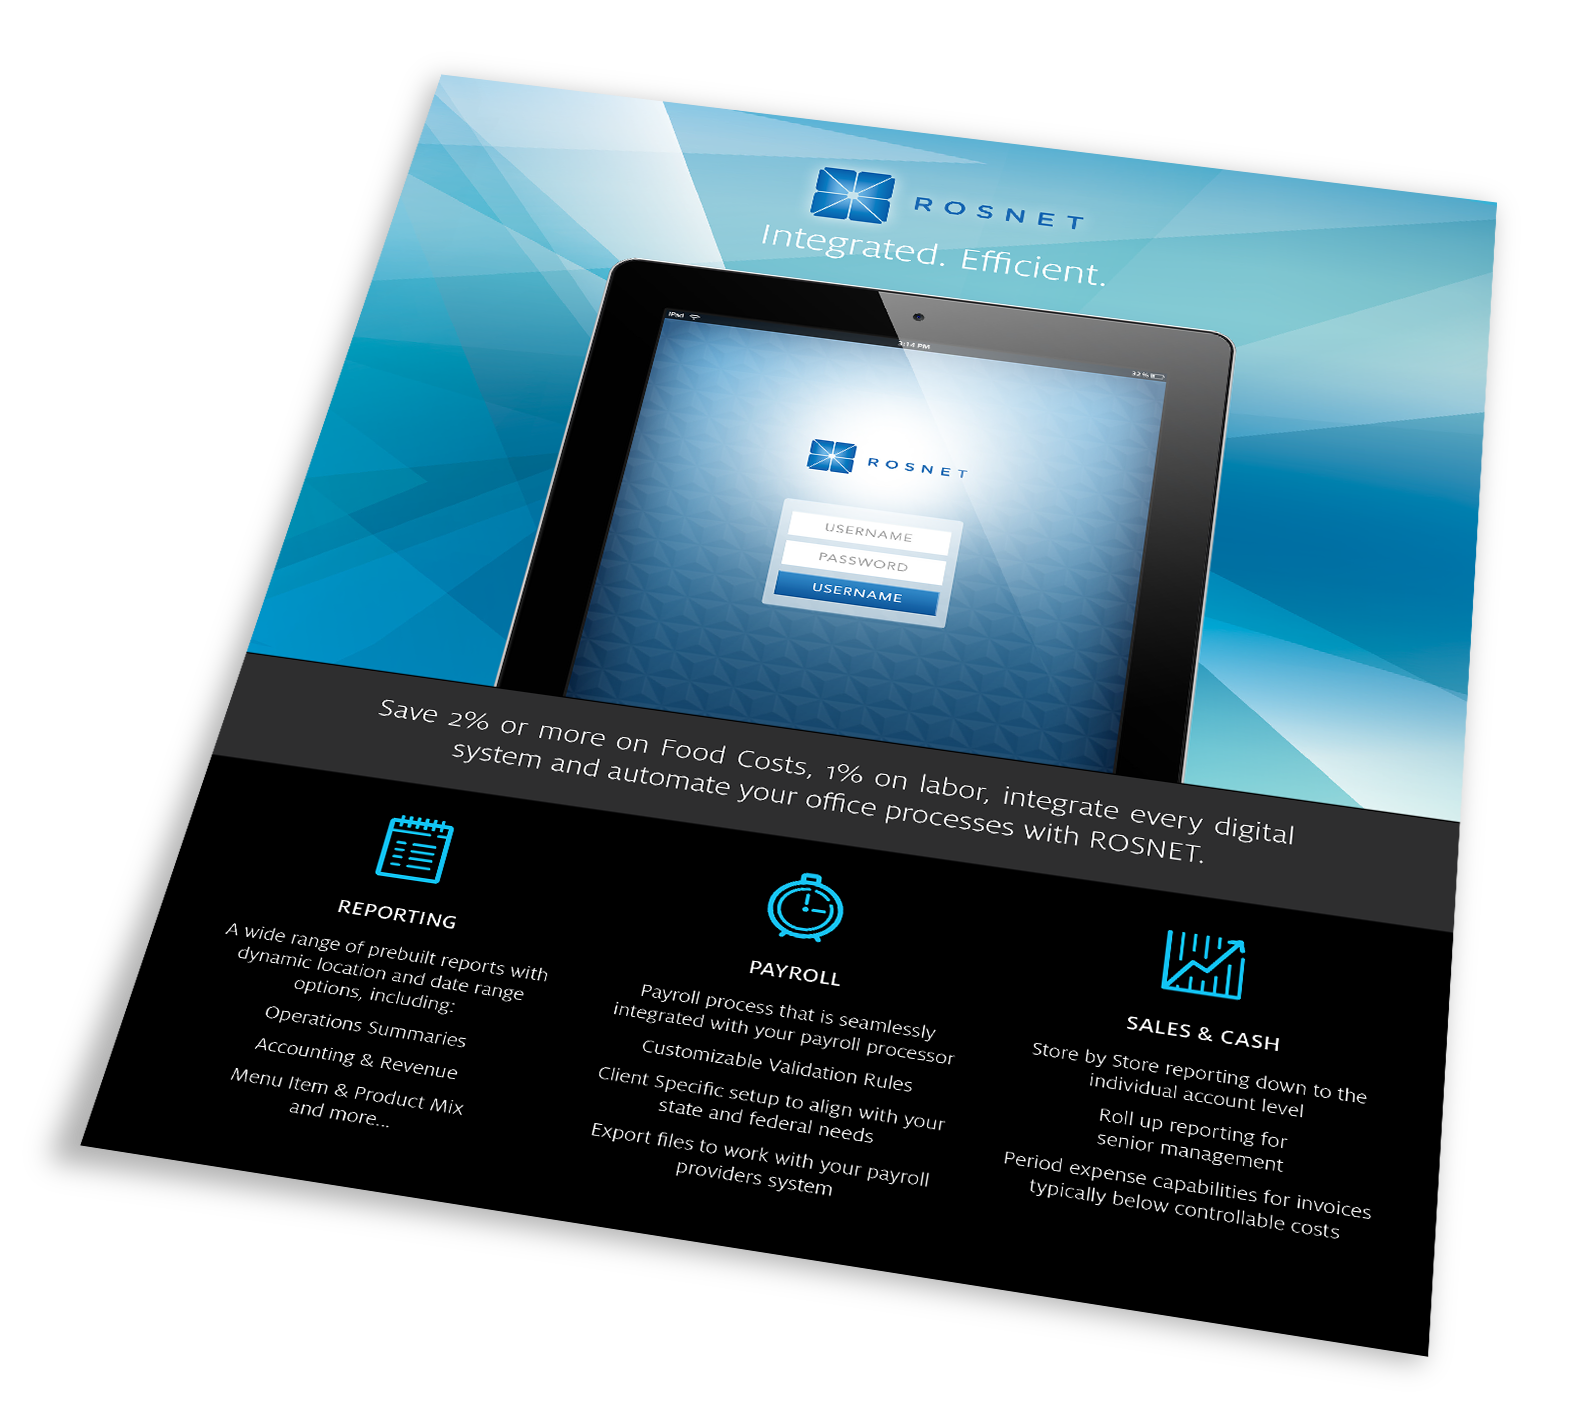 ROSNET
Integrated. Efficient.
iPad
3:14 PM
32%
ROSNET
USERNAME
PASSWORD
USERNAME
Save 2% or more on Food Costs, 1% on labor, integrate every digital
system and automate your office processes with ROSNET.
REPORTING
A wide range of prebuilt reports with
dynamic location and date range
options, including:
Operations Summaries
Accounting & Revenue
Menu Item & Product Mix
and more...
PAYROLL
Payroll process that is seamlessly
integrated with your payroll processor
Customizable Validation Rules
Client Specific setup to align with your
state and federal needs
Export files to work with your payroll
providers system
SALES & CASH
Store by Store reporting down to the
individual account level
Roll up reporting for
senior management
Period expense capabilities for invoices
typically below controllable costs